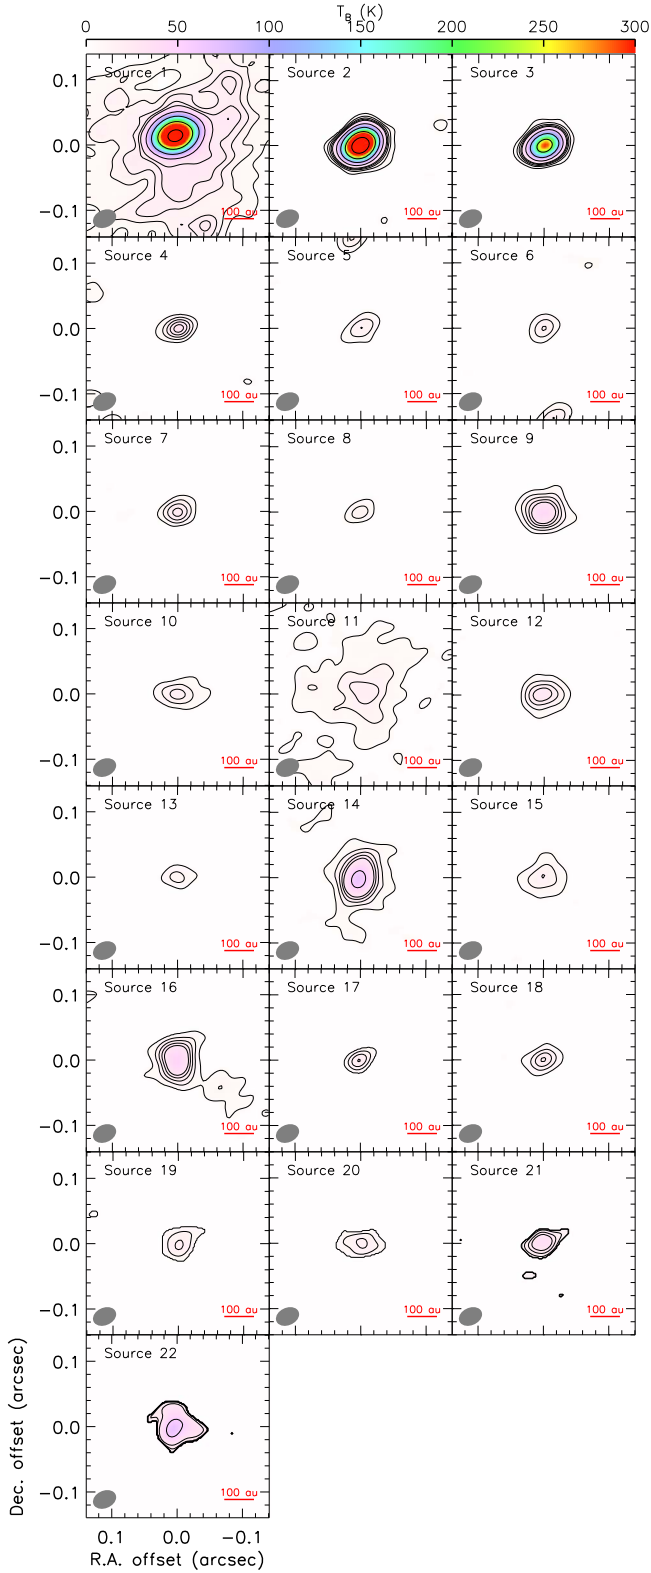 T_B (K)
0 50 100 150 200 250 300
Source 1 Source 2 Source 3
0.1
0.0
−0.1
100 au 100 au 100 au
Source 4 Source 5 Source 6
0.1
0.0
−0.1
100 au 100 au 100 au
Source 7 Source 8 Source 9
0.1
0.0
−0.1
100 au 100 au 100 au
Source 10 Source 11 Source 12
0.1
0.0
−0.1
100 au 100 au 100 au
Source 13 Source 14 Source 15
0.1
0.0
−0.1
100 au 100 au 100 au
Source 16 Source 17 Source 18
0.1
0.0
−0.1
100 au 100 au 100 au
Source 19 Source 20 Source 21
0.1
0.0
−0.1
100 au 100 au 100 au
Source 22
0.1
0.0
−0.1
100 au
Dec. offset (arcsec)
0.1 0.0 −0.1
R.A. offset (arcsec)